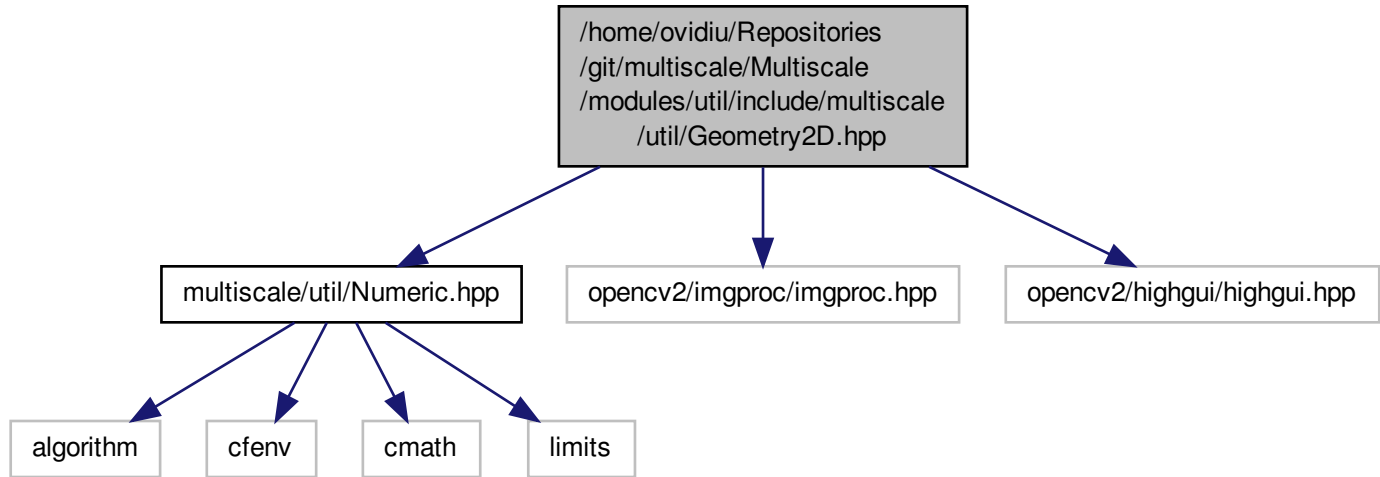 /home/ovidiu/Repositories
/git/multiscale/Multiscale
/modules/util/include/multiscale
/util/Geometry2D.hpp
multiscale/util/Numeric.hpp
opencv2/imgproc/imgproc.hpp
opencv2/highgui/highgui.hpp
algorithm
cfenv
cmath
limits